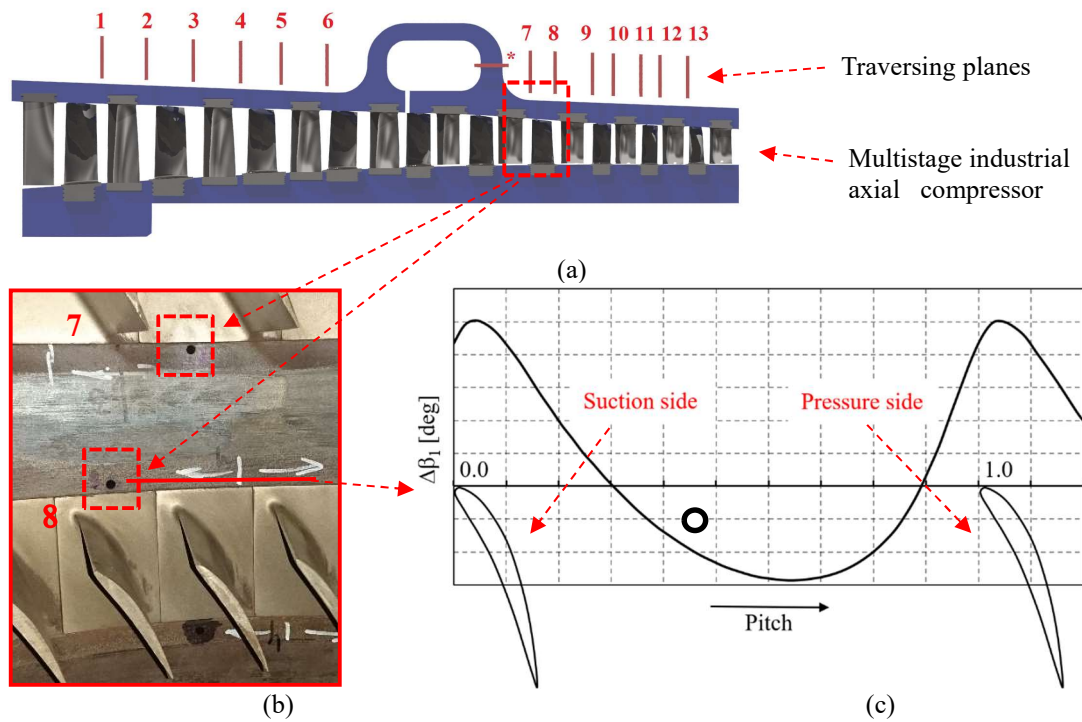 1 2 3 4 5 6 * 7 8 9 10 11 12 13
Traversing planes
Multistage industrial
axial compressor
(a)
7
8
(b)
Δβ₁ [deg]
0.0
Suction side
Pressure side
1.0
Pitch
(c)